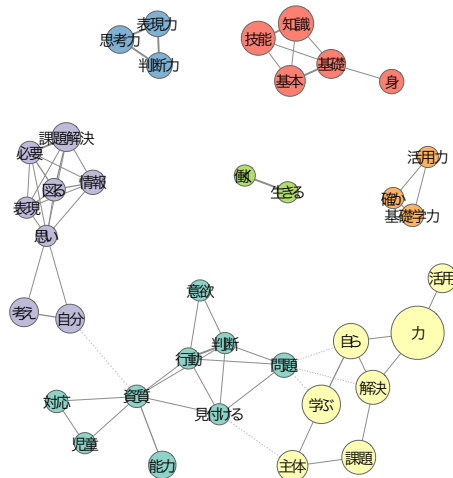 表現力
思考力
判断力
知識
技能
基礎
基本
身
課題解決
必要
情報
図る
表現
思い
考え
自分
働く
生きる
活用力
確か
基礎学力
意欲
判断
行動
問題
資質
対応
見付ける
児童
能力
活用
力
自ら
解決
学ぶ
主体
課題